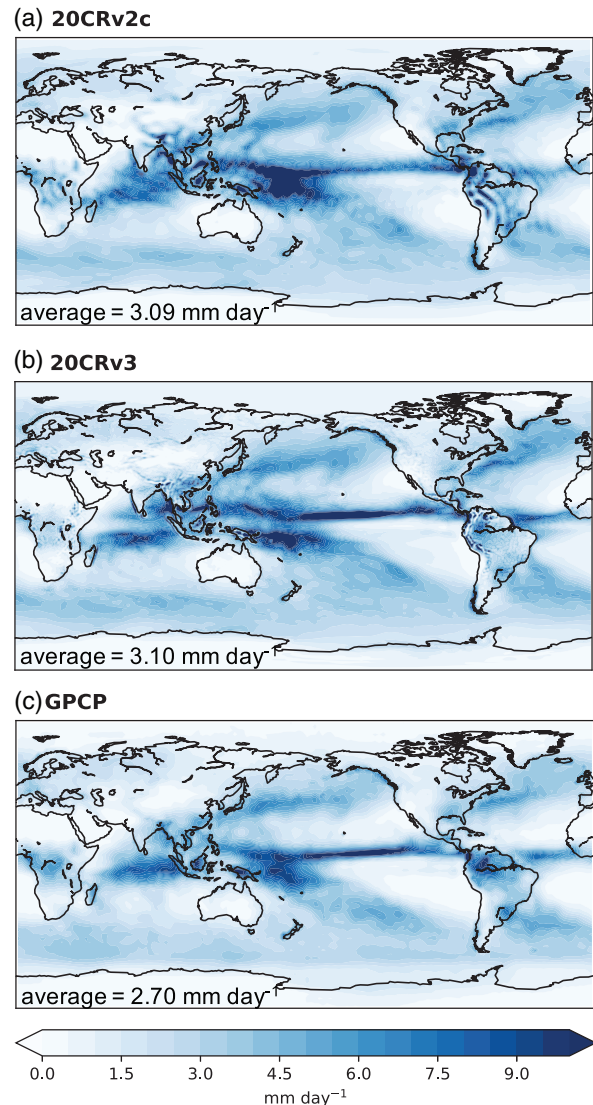 (a) 20CRv2c
average = 3.09 mm day⁻¹
(b) 20CRv3
average = 3.10 mm day⁻¹
(c) GPCP
average = 2.70 mm day⁻¹
0.0 1.5 3.0 4.5 6.0 7.5 9.0
mm day⁻¹